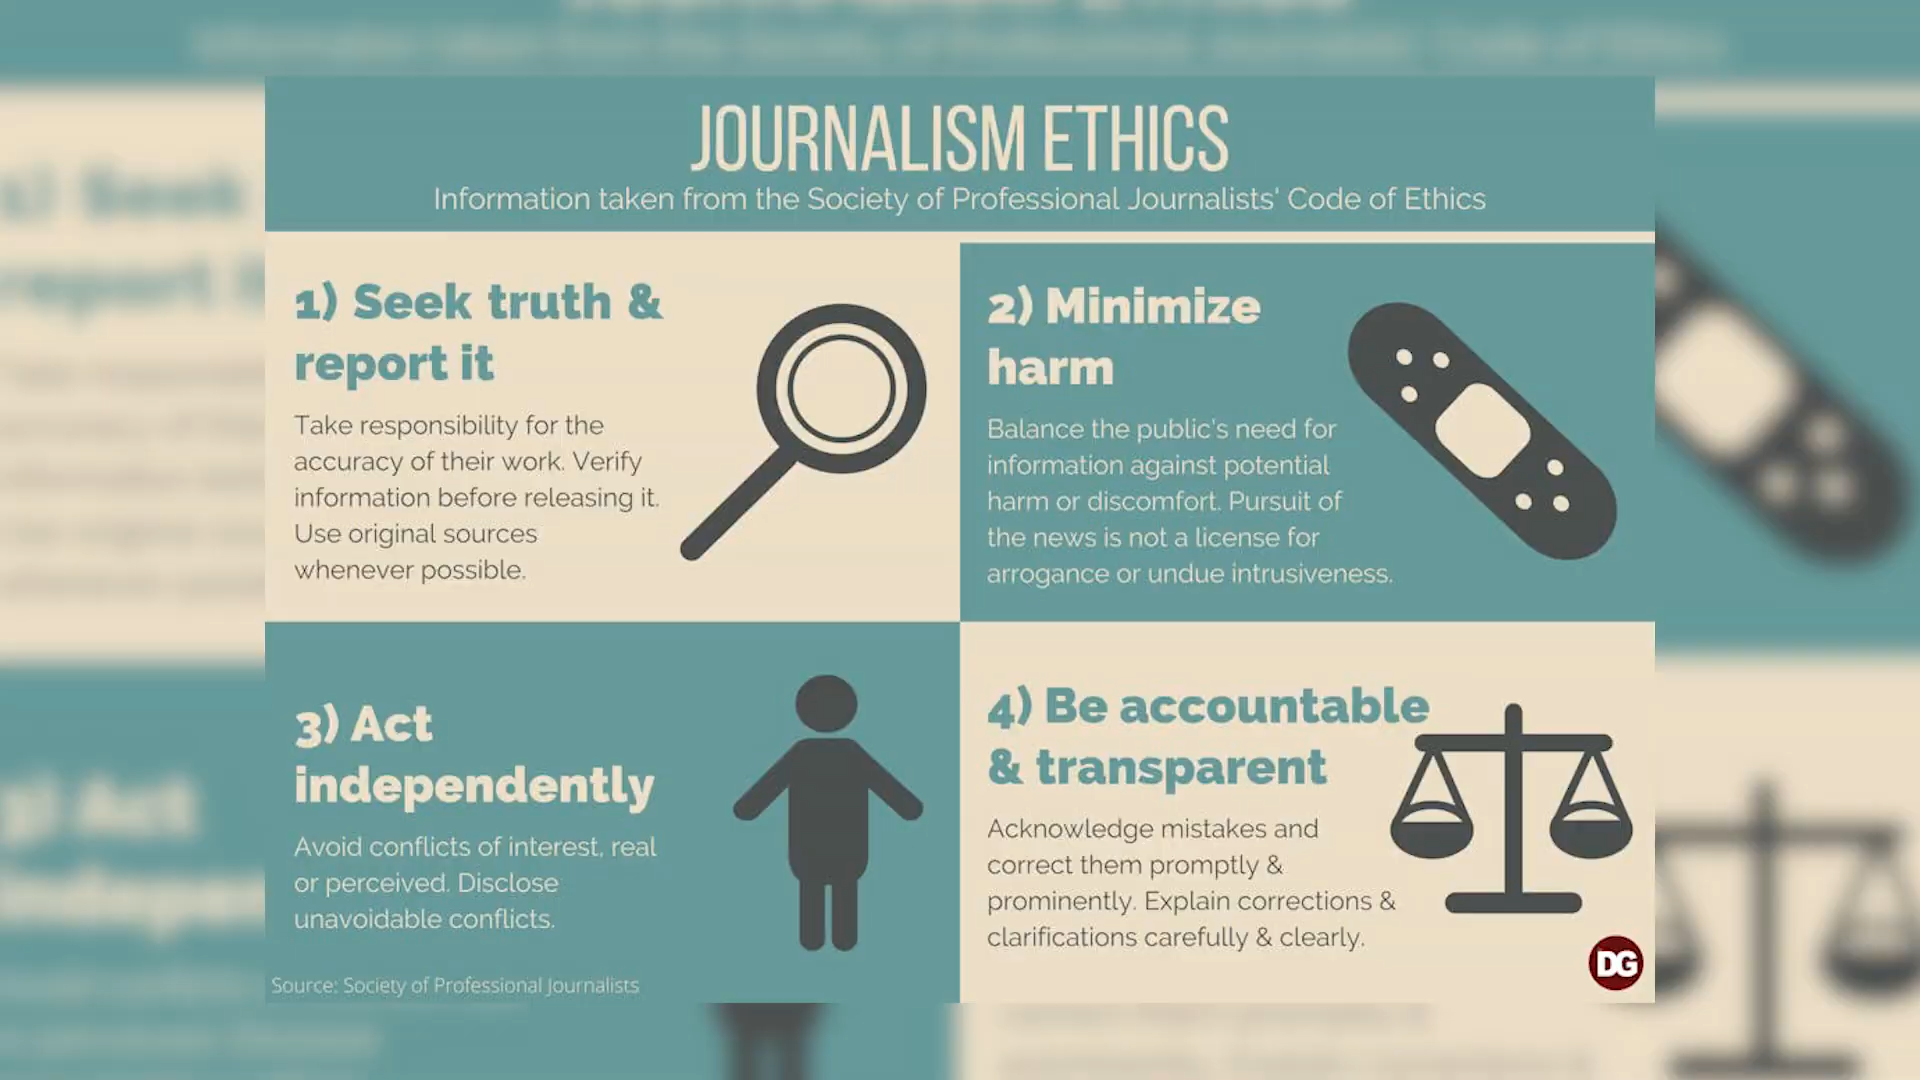 JOURNALISM ETHICS
Information taken from the Society of Professional Journalists' Code of Ethics
1) Seek truth &
report it
Take responsibility for the
accuracy of their work. Verify
information before releasing it.
Use original sources
whenever possible.
2) Minimize
harm
Balance the public's need for
information against potential
harm or discomfort. Pursuit of
the news is not a license for
arrogance or undue intrusiveness.
3) Act
independently
Avoid conflicts of interest, real
or perceived. Disclose
unavoidable conflicts.
4) Be accountable
& transparent
Acknowledge mistakes and
correct them promptly &
prominently. Explain corrections &
clarifications carefully & clearly.
Source: Society of Professional Journalists
DG